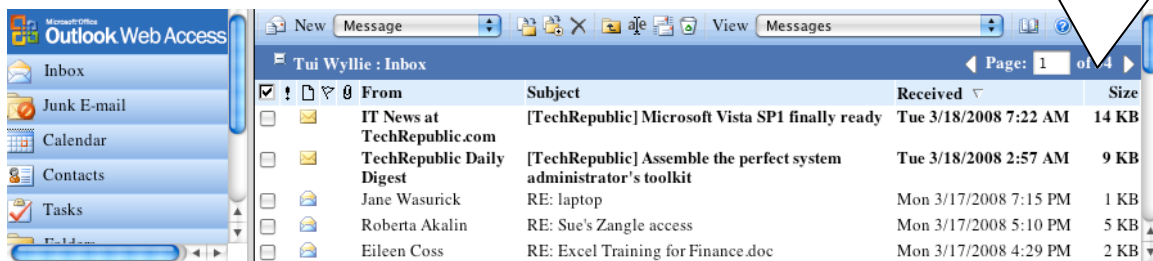 Microsoft Office
Outlook Web Access
Inbox
Junk E-mail
Calendar
Contacts
Tasks
New Message View Messages
Tui Wyllie : Inbox Page: 1
! From Subject Received Size
IT News at [TechRepublic] Microsoft Vista SP1 finally ready Tue 3/18/2008 7:22 AM 14 KB
TechRepublic.com
TechRepublic Daily [TechRepublic] Assemble the perfect system Tue 3/18/2008 2:57 AM 9 KB
Digest administrator's toolkit
Jane Wasurick RE: laptop Mon 3/17/2008 7:15 PM 1 KB
Roberta Akalin RE: Sue's Zangle access Mon 3/17/2008 5:10 PM 5 KB
Eileen Coss RE: Excel Training for Finance.doc Mon 3/17/2008 4:29 PM 2 KB